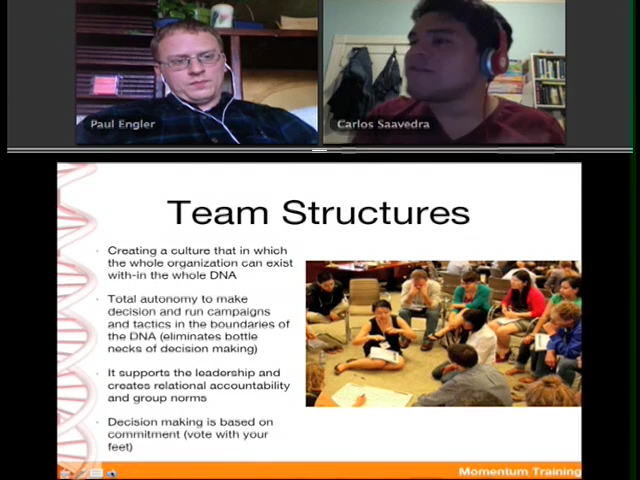 Paul Engler
Carlos Saavedra
Team Structures
Creating a culture that in which
the whole organization can exist
with-in the whole DNA
Total autonomy to make
decision and run campaigns
and tactics in the boundaries of
the DNA (eliminates bottle
necks of decision making)
It supports the leadership and
creates relational accountability
and group norms
Decision making is based on
commitment (vote with your
feet)
Momentum Training